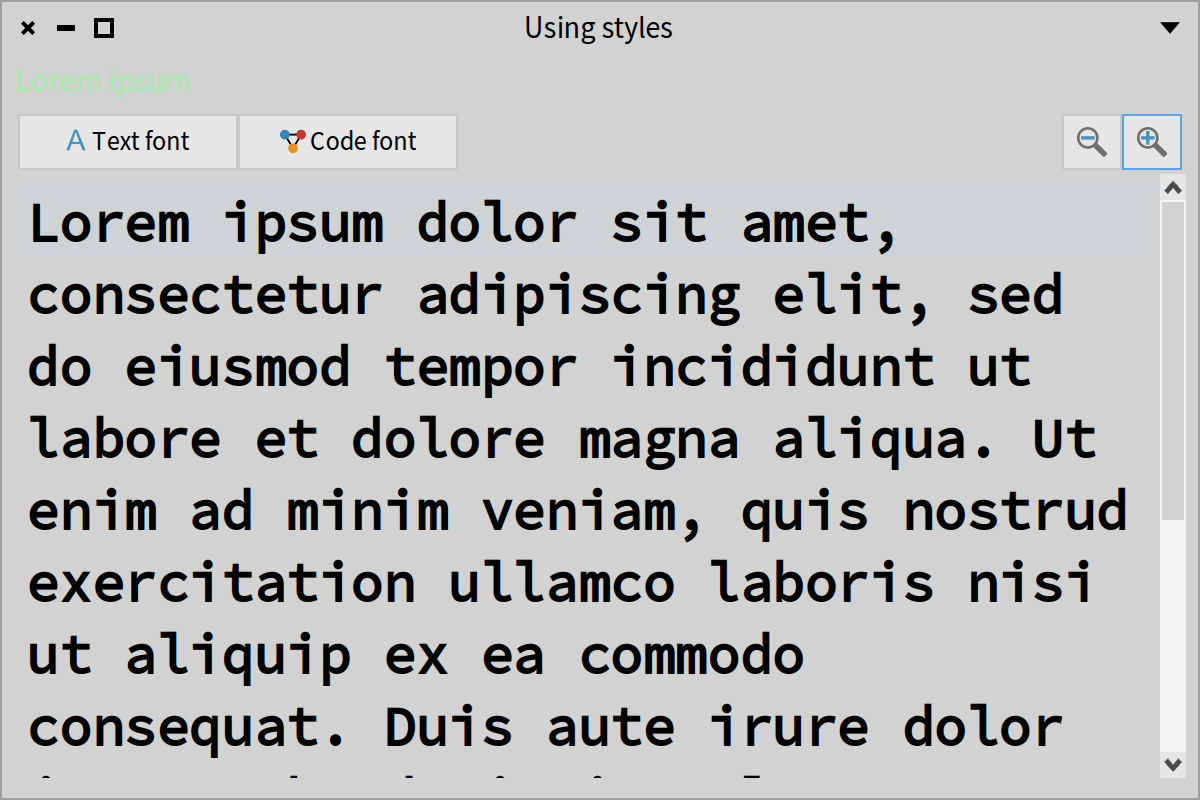 Using styles
Lorem ipsum
Text font
Code font
Lorem ipsum dolor sit amet,
consectetur adipiscing elit, sed
do eiusmod tempor incididunt ut
labore et dolore magna aliqua. Ut
enim ad minim veniam, quis nostrud
exercitation ullamco laboris nisi
ut aliquip ex ea commodo
consequat. Duis aute irure dolor